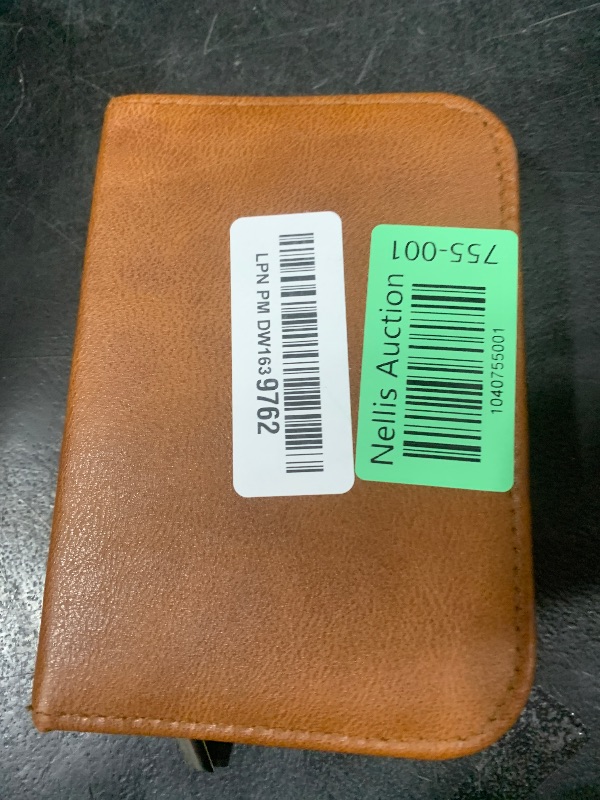 LPN PM DW1639762
755-001
Nellis Auction
1040755001